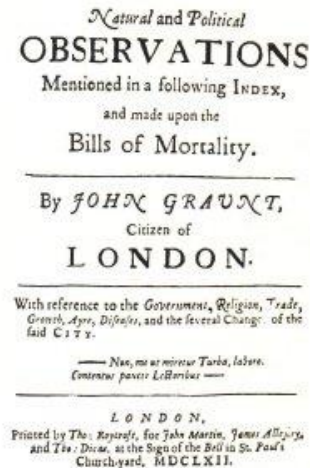 Natural and Political
OBSERVATIONS
Mentioned in a following INDEX,
and made upon the
Bills of Mortality.
By JOHN GRAUNT,
Citizen of
LONDON.
With reference to the Government, Religion, Trade,
Growth, Ayre, Diseases, and the several Changes of the
said CITY.
—— Non, me ut miretur Turba, laboro.
Contentus paucis Lectoribus ——
LONDON,
Printed by Tho: Roycroft, for John Martin, James Allestry,
and Tho: Dicas, at the Sign of the Bell in St. Paul's
Church-yard, MDCLXII.